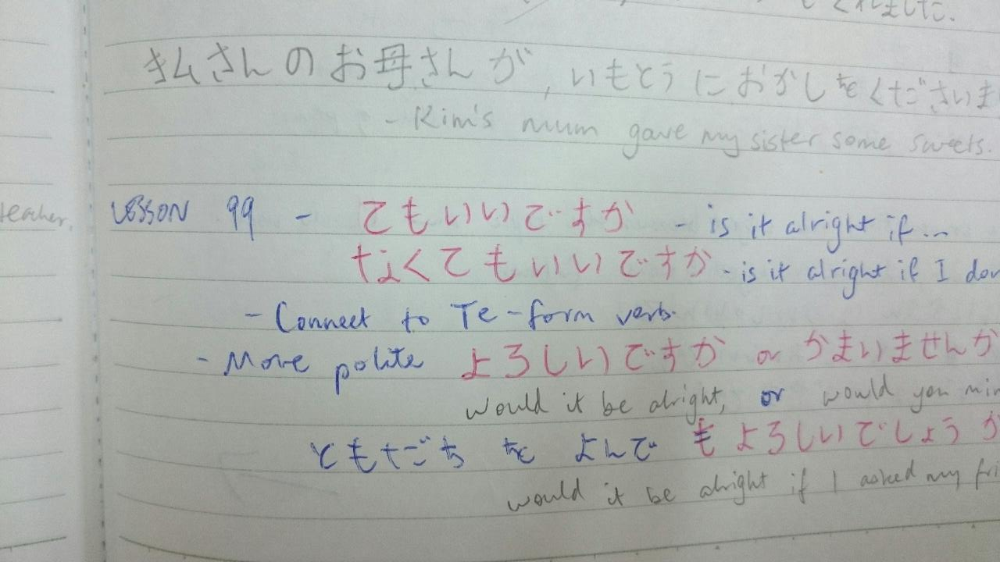 くれました。
キムさんのお母さんが,いもとうにおかしをくださいま
- Kim's mum gave my sister some sweets.
teacher.
LESSON 99 - てもいいですか - is it alright if...
なくてもいいですか - is it alright if I don
- Connect to Te-form verb.
- More polite よろしいですか or かまいませんか
would it be alright, or would you min
ともだちをよんでもよろしいでしょうか
would it be alright if I asked my fri